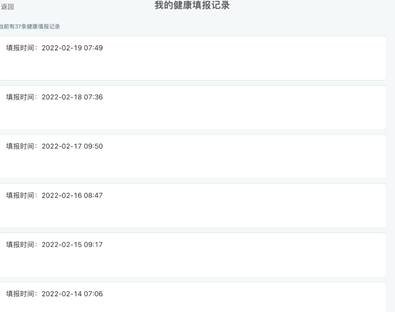 返回
我的健康填报记录
当前有37条健康填报记录
填报时间：2022-02-19 07:49
填报时间：2022-02-18 07:36
填报时间：2022-02-17 09:50
填报时间：2022-02-16 08:47
填报时间：2022-02-15 09:17
填报时间：2022-02-14 07:06